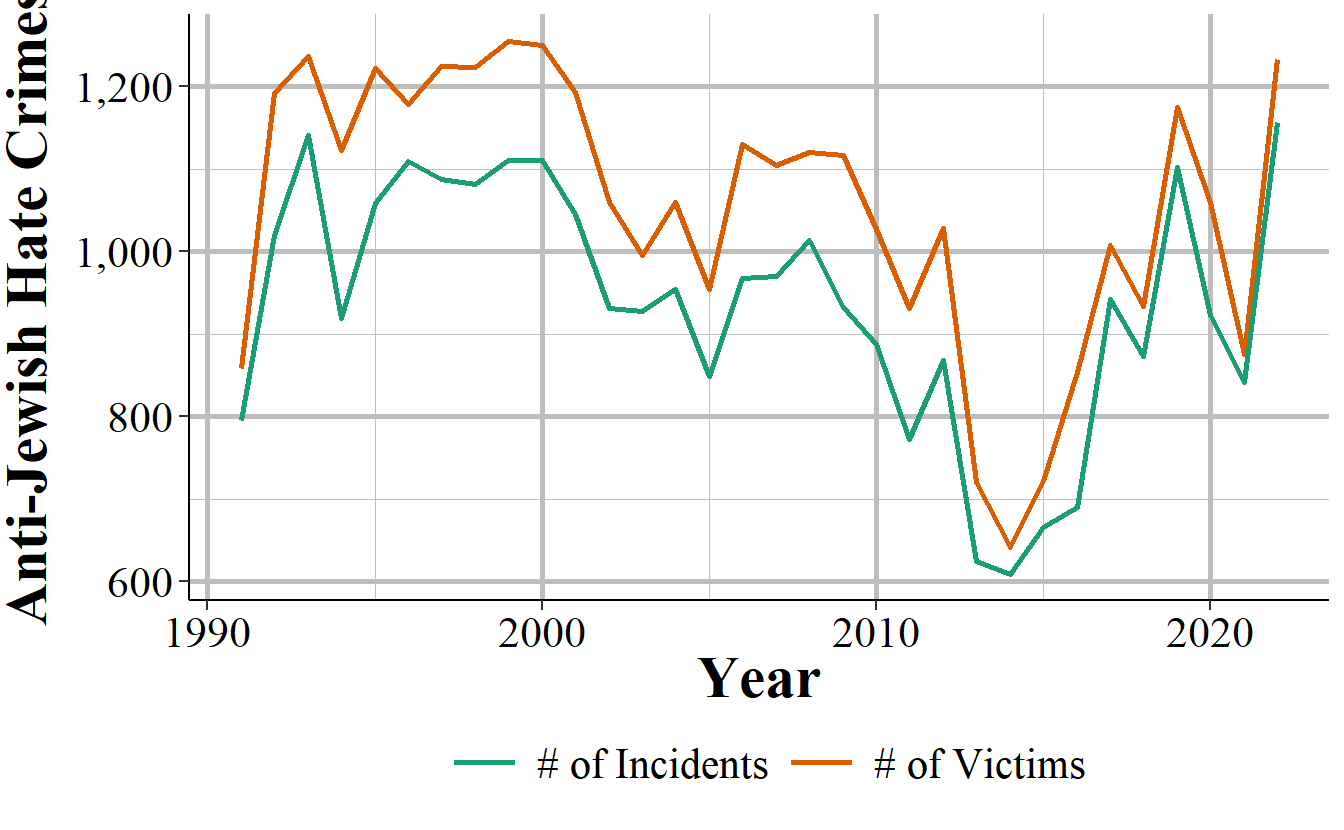 Anti-Jewish Hate Crimes
1,200
1,000
800
600
1990 2000 2010 2020
Year
# of Incidents # of Victims